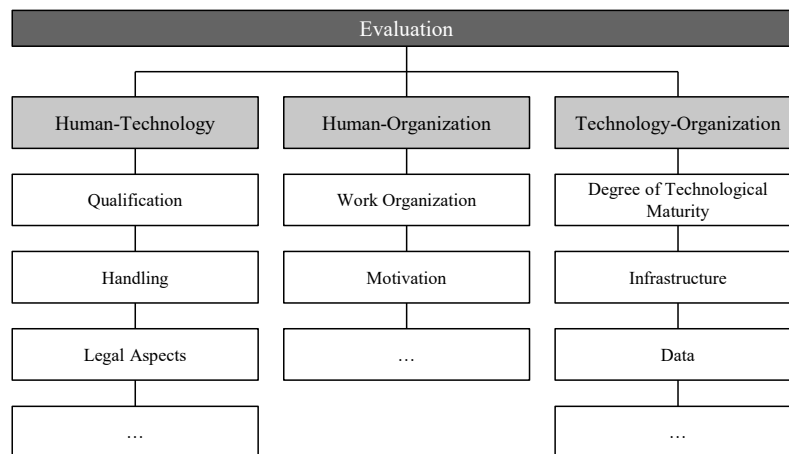 Evaluation
Human-Technology
Human-Organization
Technology-Organization
Qualification
Work Organization
Degree of Technological
Maturity
Handling
Motivation
Infrastructure
Legal Aspects
…
Data
…
…